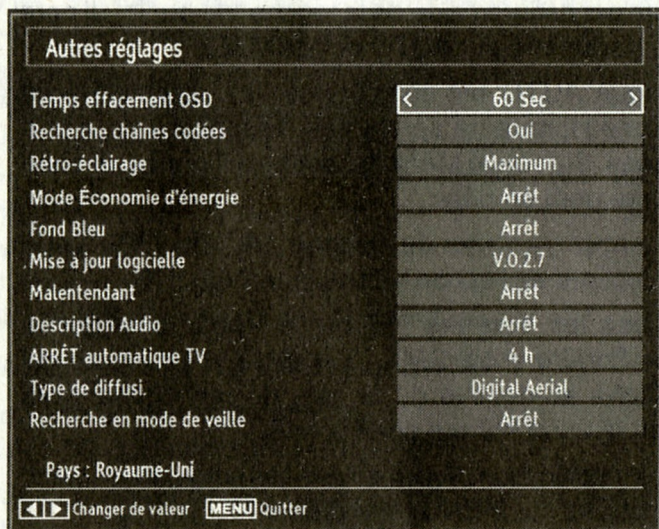 Autres réglages
Temps effacement OSD < 60 Sec >
Recherche chaînes codées Oui
Rétro-éclairage Maximum
Mode Économie d'énergie Arrêt
Fond Bleu Arrêt
Mise à jour logicielle V.0.2.7
Malentendant Arrêt
Description Audio Arrêt
ARRÊT automatique TV 4 h
Type de diffusi. Digital Aerial
Recherche en mode de veille Arrêt
Pays : Royaume-Uni
Changer de valeur MENU Quitter